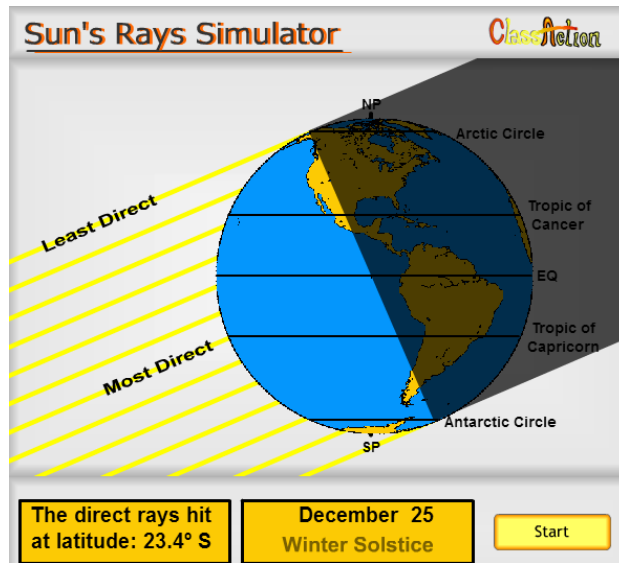 Sun's Rays Simulator
ClassAction
NP
Arctic Circle
Least Direct
Tropic of
Cancer
EQ
Most Direct
Tropic of
Capricorn
Antarctic Circle
SP
The direct rays hit
at latitude: 23.4º S
December 25
Winter Solstice
Start